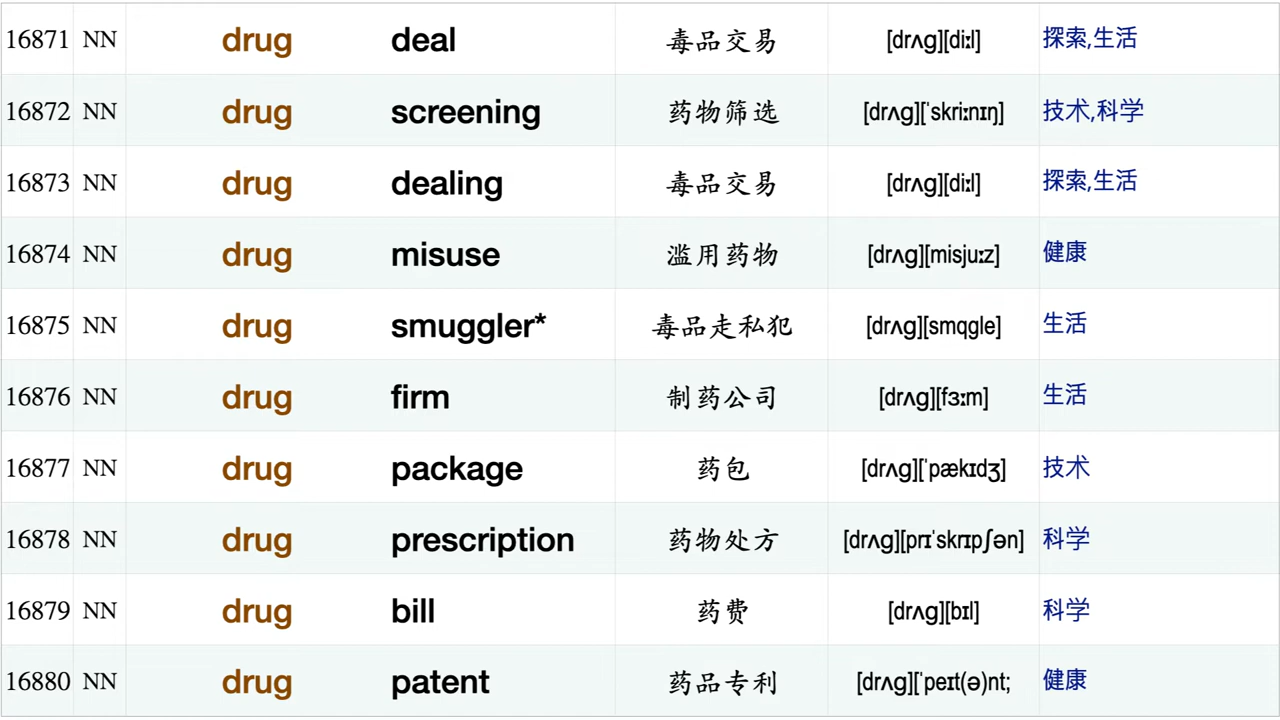 16871 NN drug deal 毒品交易 [drʌg][diːl] 探索,生活
16872 NN drug screening 药物筛选 [drʌg][ˈskriːnɪŋ] 技术,科学
16873 NN drug dealing 毒品交易 [drʌg][diːl] 探索,生活
16874 NN drug misuse 滥用药物 [drʌg][misjuːz] 健康
16875 NN drug smuggler* 毒品走私犯 [drʌg][smqgle] 生活
16876 NN drug firm 制药公司 [drʌg][fɜːm] 生活
16877 NN drug package 药包 [drʌg][ˈpækɪdʒ] 技术
16878 NN drug prescription 药物处方 [drʌg][prɪˈskrɪpʃən] 科学
16879 NN drug bill 药费 [drʌg][bɪl] 科学
16880 NN drug patent 药品专利 [drʌg][ˈpeɪt(ə)nt; 健康